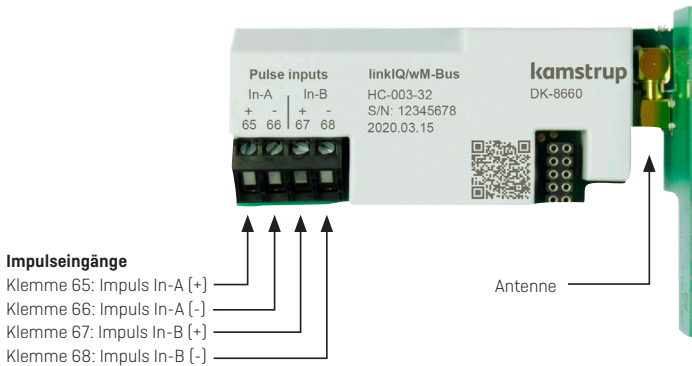 Pulse inputs
In-A In-B
+ - + -
65 66 67 68
linkIQ/wM-Bus
HC-003-32
S/N: 12345678
2020.03.15
kamstrup
DK-8660
Impulseingänge
Klemme 65: Impuls In-A (+)
Klemme 66: Impuls In-A (-)
Klemme 67: Impuls In-B (+)
Klemme 68: Impuls In-B (-)
Antenne